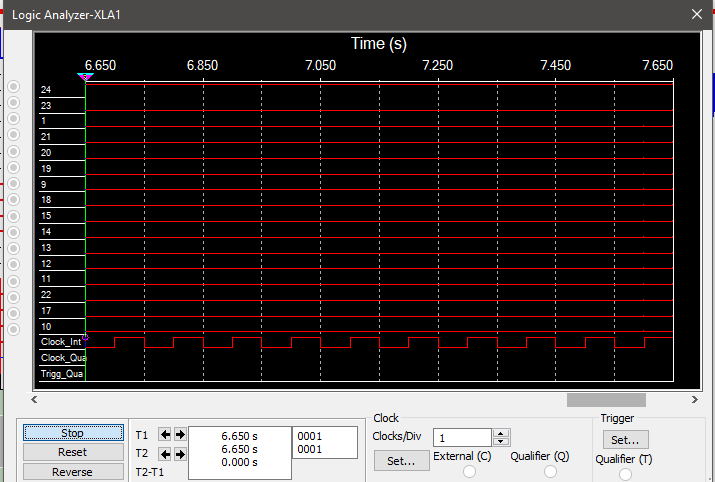 Logic Analyzer-XLA1
Time (s)
6.650 6.850 7.050 7.250 7.450 7.650
24
23
1
21
20
19
9
18
15
14
13
12
11
22
17
10
Clock_Int
Clock_Qua
Trigg_Qua
Stop
Reset
Reverse
T1
T2
T2-T1
6.650 s
6.650 s
0.000 s
0001
0001
Clock
Clocks/Div 1
Set...
External (C)
Qualifier (Q)
Trigger
Set...
Qualifier (T)